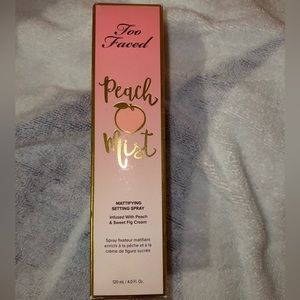 Too
Faced
Peach
Mist
MATTIFYING
SETTING SPRAY
Infused With Peach
& Sweet Fig Cream
Spray fixateur matifiant
enrichi à la pêche et à la
crème de figue sucrée
120 mL / 4.0 Fl. Oz.